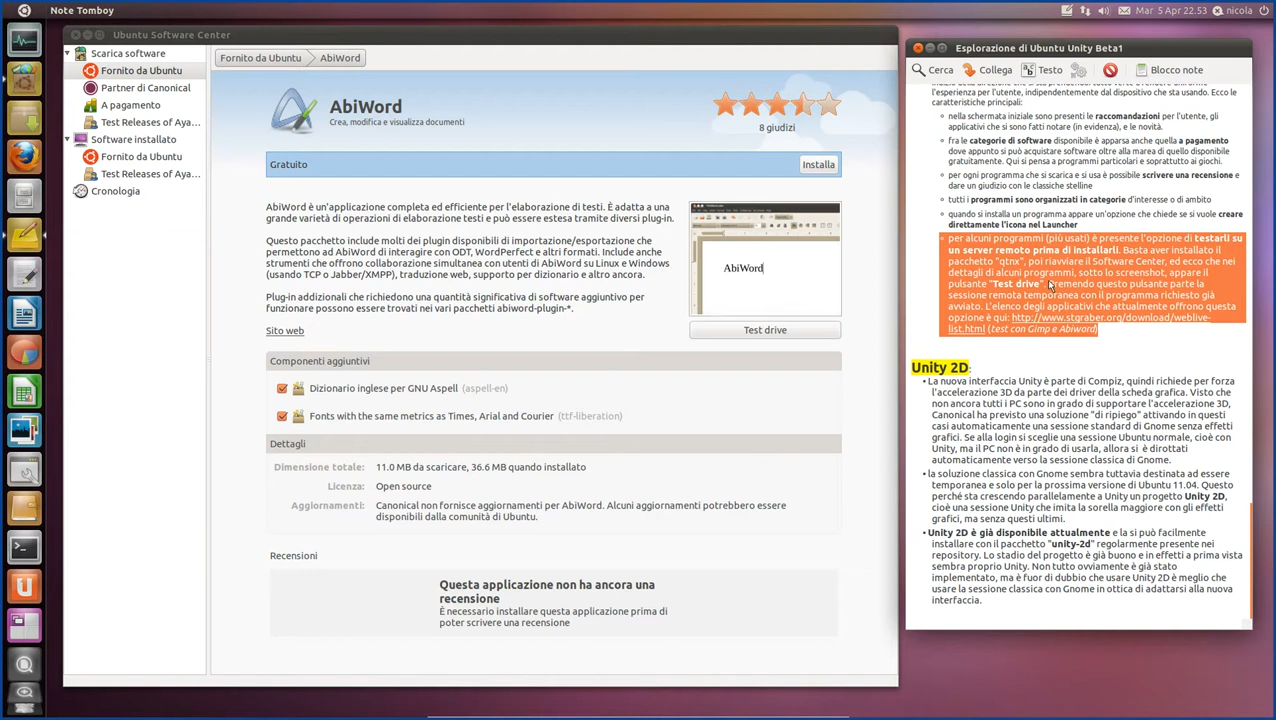 Note Tomboy
Mar 5 Apr 22.53
nicola
Ubuntu Software Center
Scarica software
Fornito da Ubuntu
Partner di Canonical
A pagamento
Test Releases of Aya...
Software installato
Fornito da Ubuntu
Test Releases of Aya...
Cronologia
Fornito da Ubuntu
AbiWord
AbiWord
Crea, modifica e visualizza documenti
8 giudizi
Gratuito
Installa
AbiWord è un'applicazione completa ed efficiente per l'elaborazione di testi. È adatta a una
grande varietà di operazioni di elaborazione testi e può essere estesa tramite diversi plug-in.
Questo pacchetto include molti dei plugin disponibili di importazione/esportazione che
permettono ad AbiWord di interagire con ODT, WordPerfect e altri formati. Include anche
strumenti che offrono collaborazione simultanea con utenti di AbiWord su Linux e Windows
(usando TCP o Jabber/XMPP), traduzione web, supporto per dizionario e altro ancora.
Plug-in addizionali che richiedono una quantità significativa di software aggiuntivo per
funzionare possono essere trovati nei vari pacchetti abiword-plugin-*.
Sito web
AbiWord
Test drive
Componenti aggiuntivi
Dizionario inglese per GNU Aspell (aspell-en)
Fonts with the same metrics as Times, Arial and Courier (ttf-liberation)
Dettagli
Dimensione totale: 11.0 MB da scaricare, 36.6 MB quando installato
Licenza: Open source
Aggiornamenti: Canonical non fornisce aggiornamenti per AbiWord. Alcuni aggiornamenti potrebbero essere
disponibili dalla comunità di Ubuntu.
Recensioni
Questa applicazione non ha ancora una
recensione
È necessario installare questa applicazione prima di
poter scrivere una recensione
Esplorazione di Ubuntu Unity Beta1
Cerca
Collega
Testo
Blocco note
l'esperienza per l'utente, indipendentemente dal dispositivo che sta usando. Ecco le
caratteristiche principali:
nella schermata iniziale sono presenti le raccomandazioni per l'utente, gli
applicativi che si sono fatti notare (in evidenza), e le novità.
fra le categorie di software disponibili è apparsa anche quella a pagamento
dove appunto si può acquistare software oltre alla marea di quello disponibile
gratuitamente. Qui si pensa a programmi particolari e soprattutto ai giochi.
per ogni programma che si scarica e si usa è possibile scrivere una recensione e
dare un giudizio con le classiche stelline
tutti i programmi sono organizzati in categorie d'interesse o di ambito
quando si installa un programma appare un'opzione che chiede se si vuole creare
direttamente l'icona nel Launcher
per alcuni programmi (più usati) è presente l'opzione di testarli su
un server remoto prima di installarli. Basta aver installato il
pacchetto "qtnx", poi riavviare il Software Center, ed ecco che nei
dettagli di alcuni programmi, sotto lo screenshot, appare il
pulsante "Test drive". Premendo questo pulsante parte la
sessione remota temporanea con il programma richiesto già
avviato. L'elenco degli applicativi che attualmente offrono questa
opzione è qui: http://www.stgraber.org/download/weblive-
list.html (test con Gimp e Abiword)
Unity 2D:
La nuova interfaccia Unity è parte di Compiz, quindi richiede per forza
l'accelerazione 3D da parte dei driver della scheda grafica. Visto che
non ancora tutti i PC sono in grado di supportare l'accelerazione 3D,
Canonical ha previsto una soluzione "di ripiego" attivando in questi
casi automaticamente una sessione standard di Gnome senza effetti
grafici. Se alla login si sceglie una sessione Ubuntu normale, cioè con
Unity, ma il PC non è in grado di usarla, allora si è dirottati
automaticamente verso la sessione classica di Gnome.
la soluzione classica con Gnome sembra tuttavia destinata ad essere
temporanea e solo per la prossima versione di Ubuntu 11.04. Questo
perché sta crescendo parallelamente a Unity un progetto Unity 2D,
cioè una sessione Unity che imita la sorella maggiore con gli effetti
grafici, ma senza questi ultimi.
Unity 2D è già disponibile attualmente e la si può facilmente
installare con il pacchetto "unity-2d" regolarmente presente nei
repository. Lo stadio del progetto è già buono e in effetti a prima vista
sembra proprio Unity. Non tutto ovviamente è già stato
implementato, ma è fuor di dubbio che usare Unity 2D è meglio che
usare la sessione classica con Gnome in ottica di adattarsi alla nuova
interfaccia.